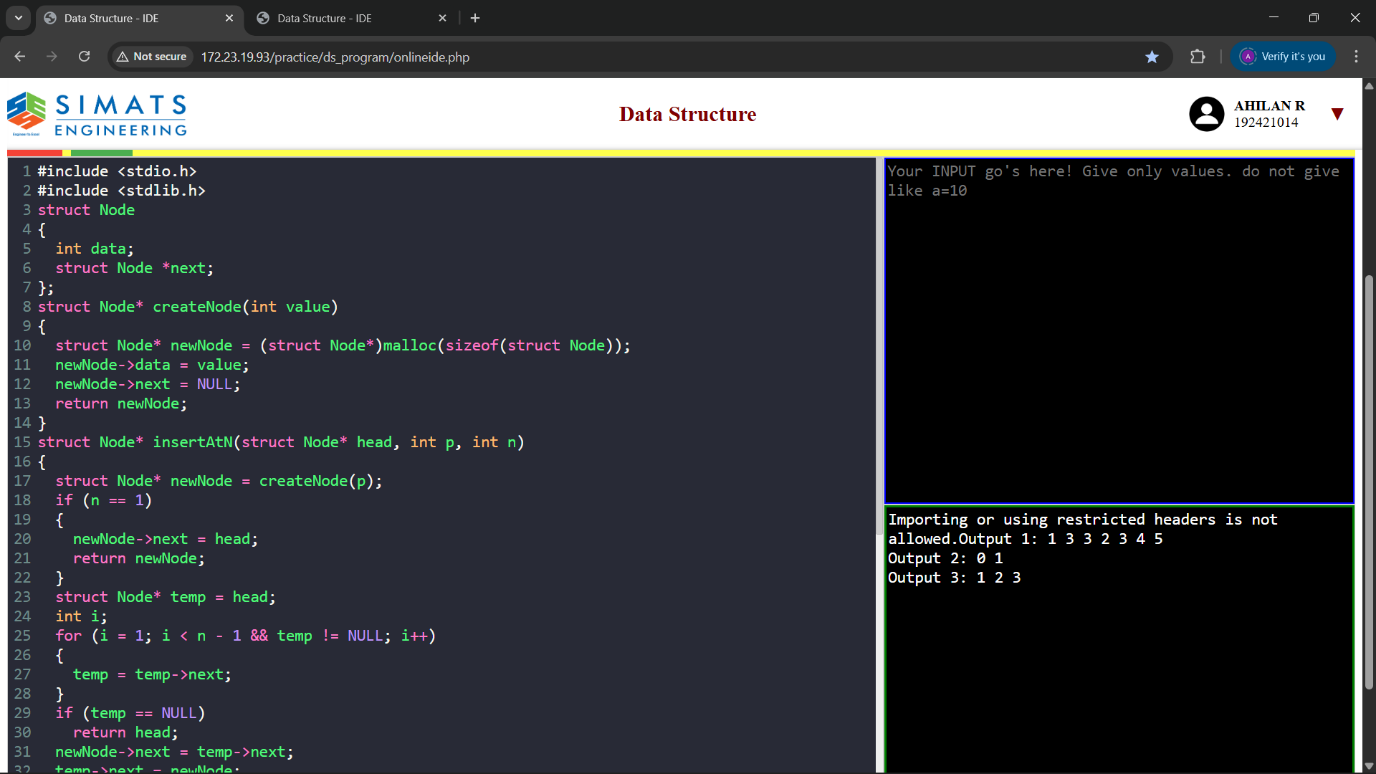 Data Structure - IDE
Data Structure - IDE
Not secure
172.23.19.93/practice/ds_program/onlineide.php
A
Verify it's you
SIMATS
ENGINEERING
Data Structure
AHILAN R
192421014
1 #include <stdio.h>
2 #include <stdlib.h>
3 struct Node
4 {
5 int data;
6 struct Node *next;
7 };
8 struct Node* createNode(int value)
9 {
10 struct Node* newNode = (struct Node*)malloc(sizeof(struct Node));
11 newNode->data = value;
12 newNode->next = NULL;
13 return newNode;
14 }
15 struct Node* insertAtN(struct Node* head, int p, int n)
16 {
17 struct Node* newNode = createNode(p);
18 if (n == 1)
19 {
20 newNode->next = head;
21 return newNode;
22 }
23 struct Node* temp = head;
24 int i;
25 for (i = 1; i < n - 1 && temp != NULL; i++)
26 {
27 temp = temp->next;
28 }
29 if (temp == NULL)
30 return head;
31 newNode->next = temp->next;
32 temp->next = newNode;
Your INPUT go's here! Give only values. do not give
like a=10
Importing or using restricted headers is not
allowed.Output 1: 1 3 3 2 3 4 5
Output 2: 0 1
Output 3: 1 2 3